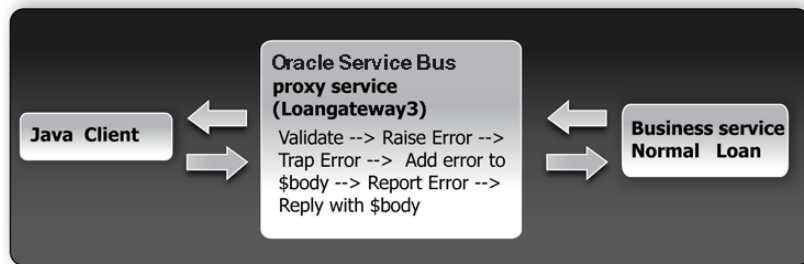 Java Client
Oracle Service Bus
proxy service
(Loangateway3)
Validate --> Raise Error -->
Trap Error --> Add error to
$body --> Report Error -->
Reply with $body
Business service
Normal Loan